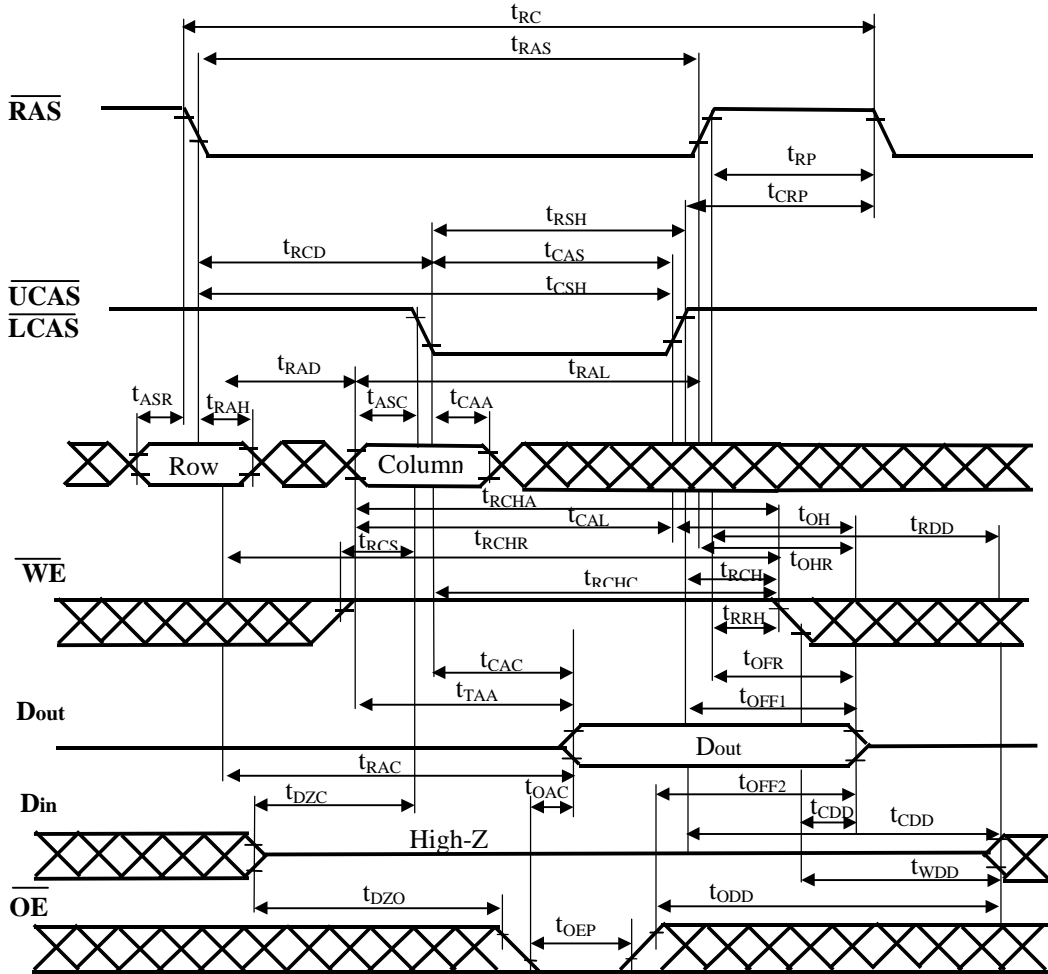 tRC
tRAS
RAS
tRP
tCRP
tRSH
tRCD
tCAS
tCSH
UCAS
LCAS
tRAD
tRAL
tASR
tRAH
tASC
tCAA
Row
Column
tRCHA
tCAL
tOH
tRDD
tRCS
tRCHR
tOHR
WE
tRCH
tRCHC
tRRH
tCAC
tOFR
tTAA
tOFF1
Dout
Dout
tRAC
tOAC
tOFF2
Din
tDZC
tCDD
tCDD
High-Z
tWDD
OE
tDZO
tODD
tOEP